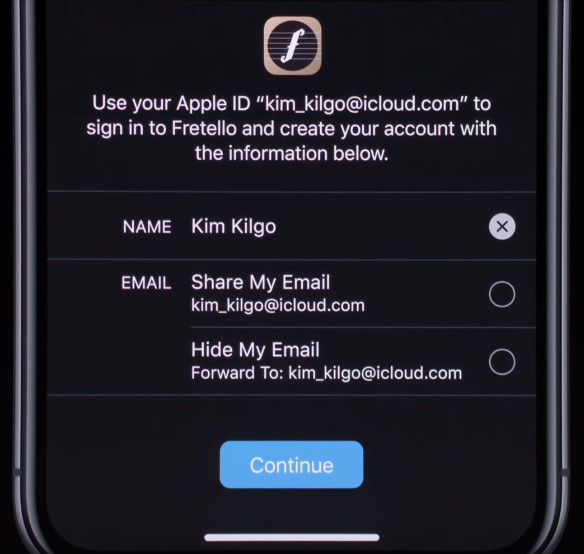 Use your Apple ID “kim_kilgo@icloud.com” to
sign in to Fretello and create your account with
the information below.
NAME Kim Kilgo
EMAIL Share My Email
kim_kilgo@icloud.com
Hide My Email
Forward To: kim_kilgo@icloud.com
Continue